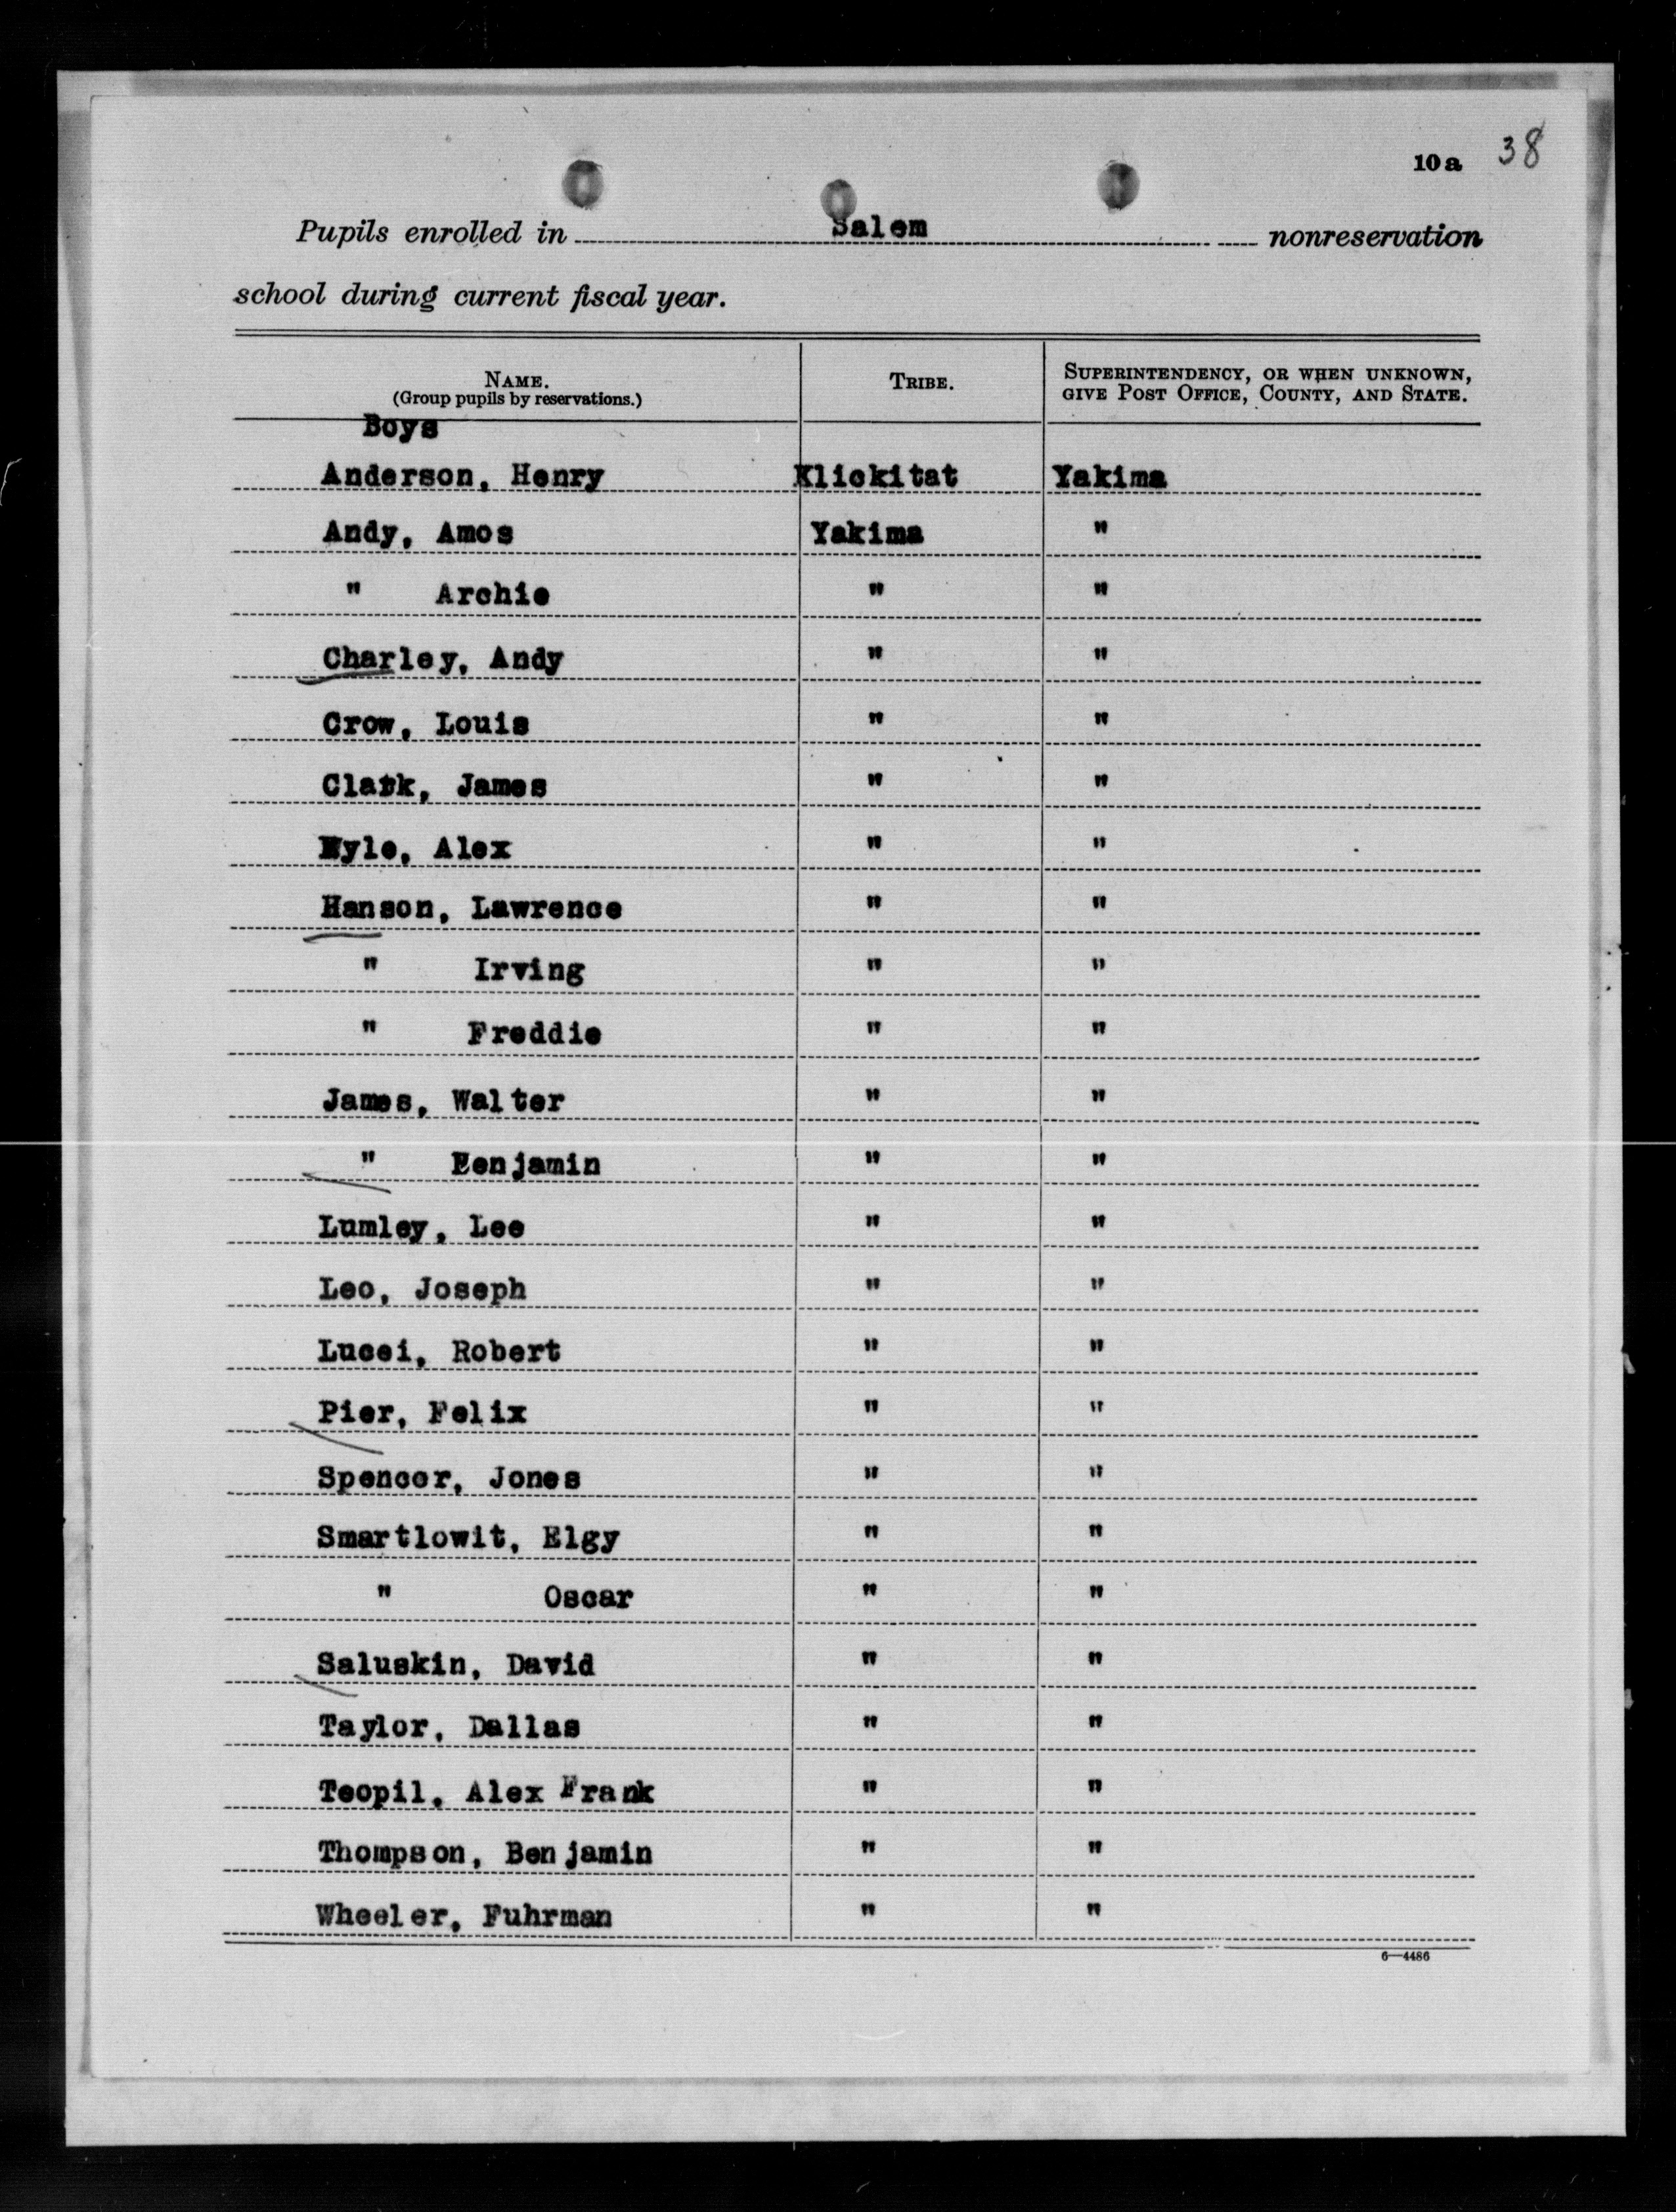 10 a 38
Pupils enrolled in Salem nonreservation
school during current fiscal year.
NAME. TRIBE. SUPERINTENDENCY, OR WHEN UNKNOWN,
(Group pupils by reservations.) GIVE POST OFFICE, COUNTY, AND STATE.
Boys
Anderson, Henry Klickitat Yakima
Andy, Amos Yakima "
" Archie " "
Charley, Andy " "
Crow, Louis " "
Clark, James " "
Alex " "
Hanson, Lawrence " "
" Irving " "
" Freddie " "
James, Walter " "
" Benjamin " "
Lumley, Lee " "
Leo, Joseph " "
Lucei, Robert " "
Pier, Felix " "
Spencer, Jones " "
Smartlowit, Elgy " "
" Oscar " "
Saluskin, David " "
Taylor, Dallas " "
Teopil, Alex Frank " "
Thompson, Benjamin " "
Wheeler, Fuhrman " "
6—4486